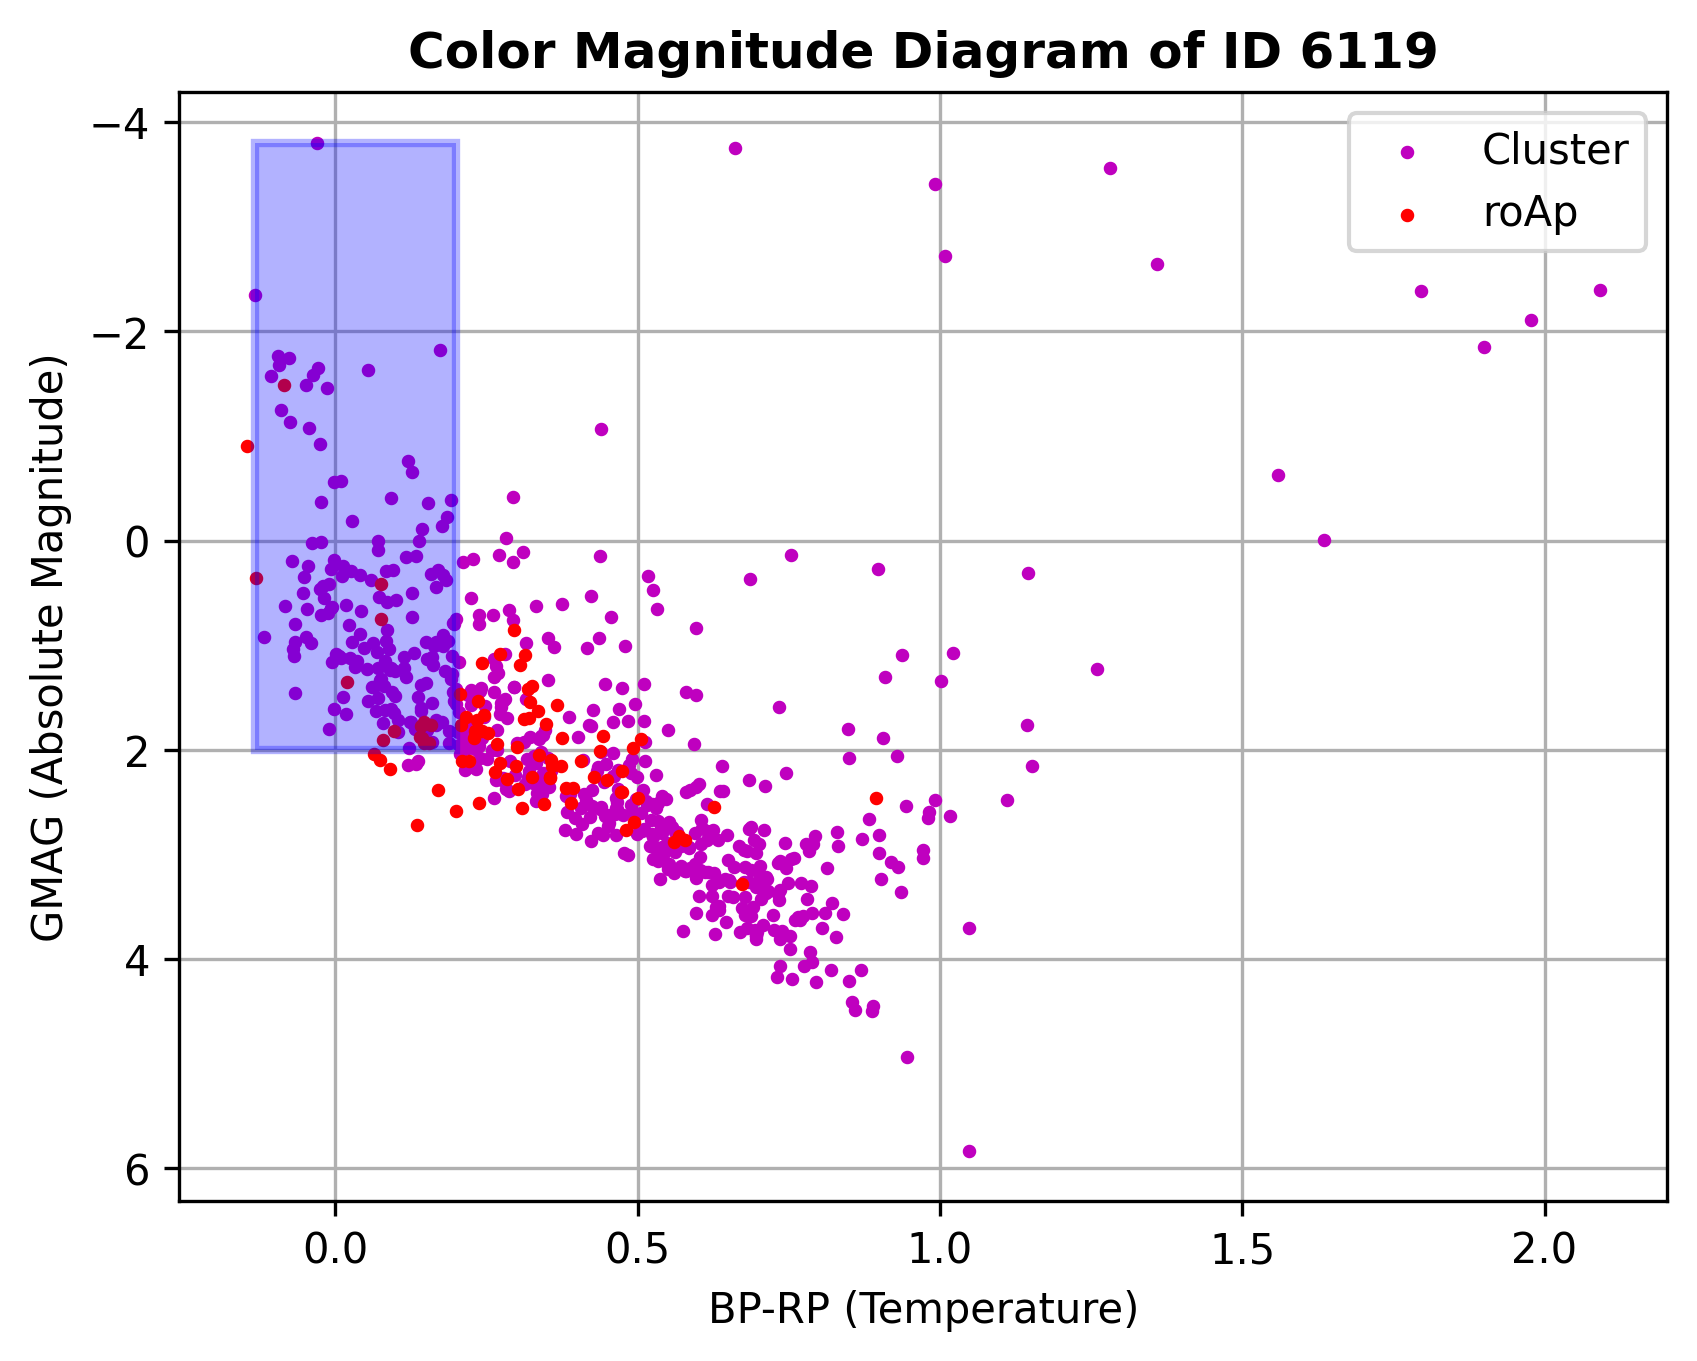 Color Magnitude Diagram of ID 6119
Cluster
roAp
−4
−2
0
2
4
6
GMAG (Absolute Magnitude)
0.0 0.5 1.0 1.5 2.0
BP-RP (Temperature)